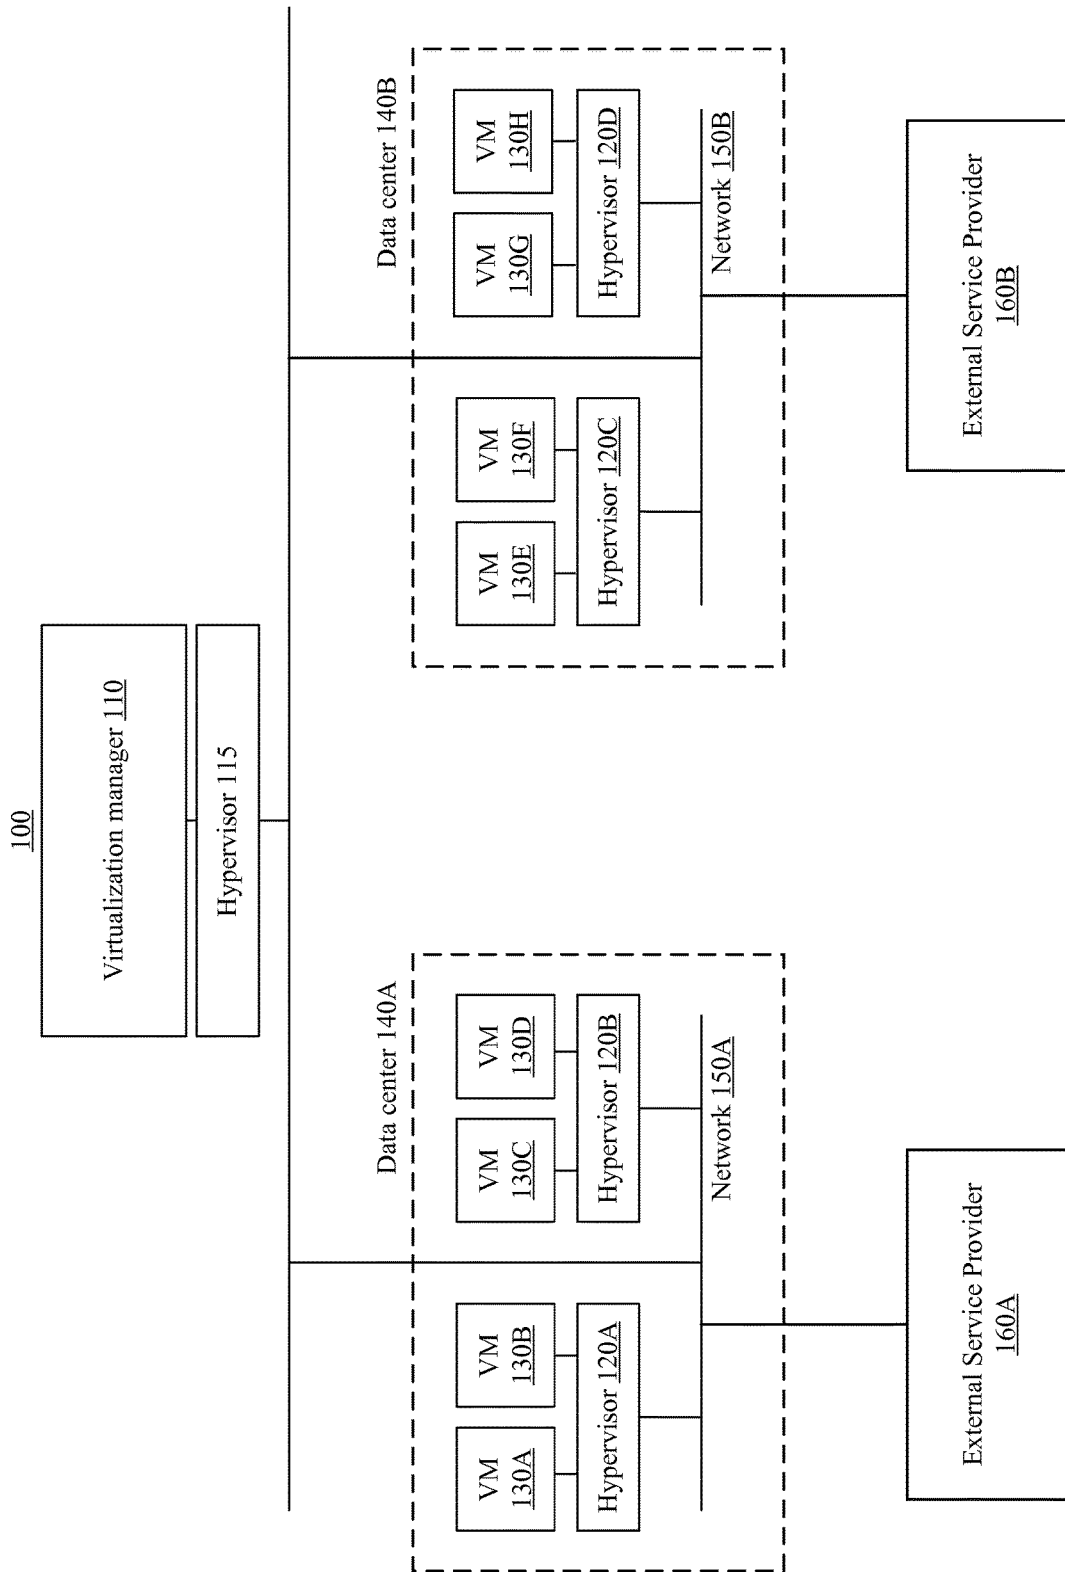 100
Virtualization manager 110
Hypervisor 115
Data center 140A
VM
130A
VM
130B
VM
130C
VM
130D
Hypervisor 120A
Hypervisor 120B
Network 150A
External Service Provider
160A
Data center 140B
VM
130E
VM
130F
VM
130G
VM
130H
Hypervisor 120C
Hypervisor 120D
Network 150B
External Service Provider
160B